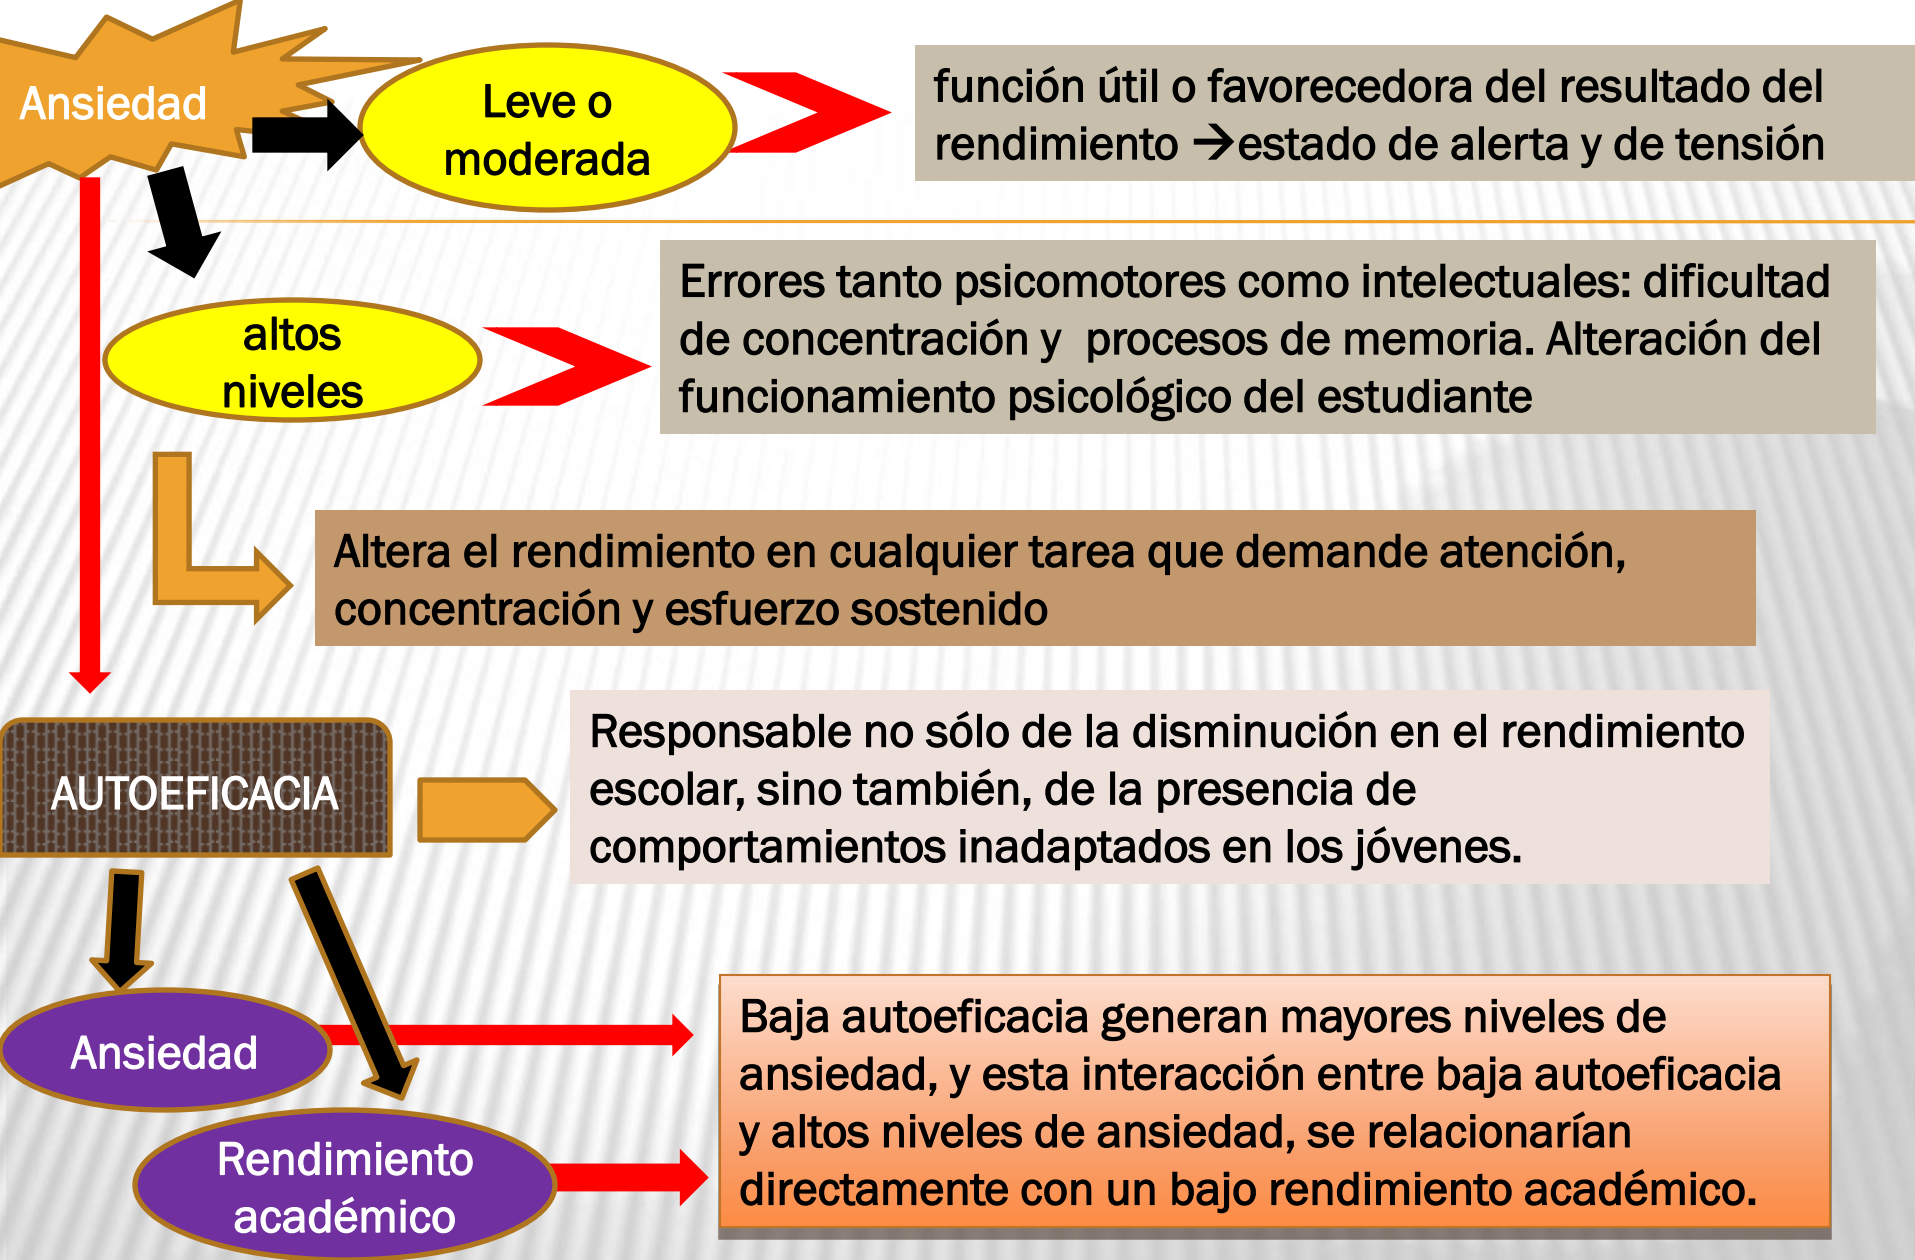 Ansiedad
Leve o
moderada
función útil o favorecedora del resultado del
rendimiento →estado de alerta y de tensión
altos
niveles
Errores tanto psicomotores como intelectuales: dificultad
de concentración y  procesos de memoria. Alteración del
funcionamiento psicológico del estudiante
Altera el rendimiento en cualquier tarea que demande atención,
concentración y esfuerzo sostenido
AUTOEFICACIA
Responsable no sólo de la disminución en el rendimiento
escolar, sino también, de la presencia de
comportamientos inadaptados en los jóvenes.
Ansiedad
Rendimiento
académico
Baja autoeficacia generan mayores niveles de
ansiedad, y esta interacción entre baja autoeficacia
y altos niveles de ansiedad, se relacionarían
directamente con un bajo rendimiento académico.